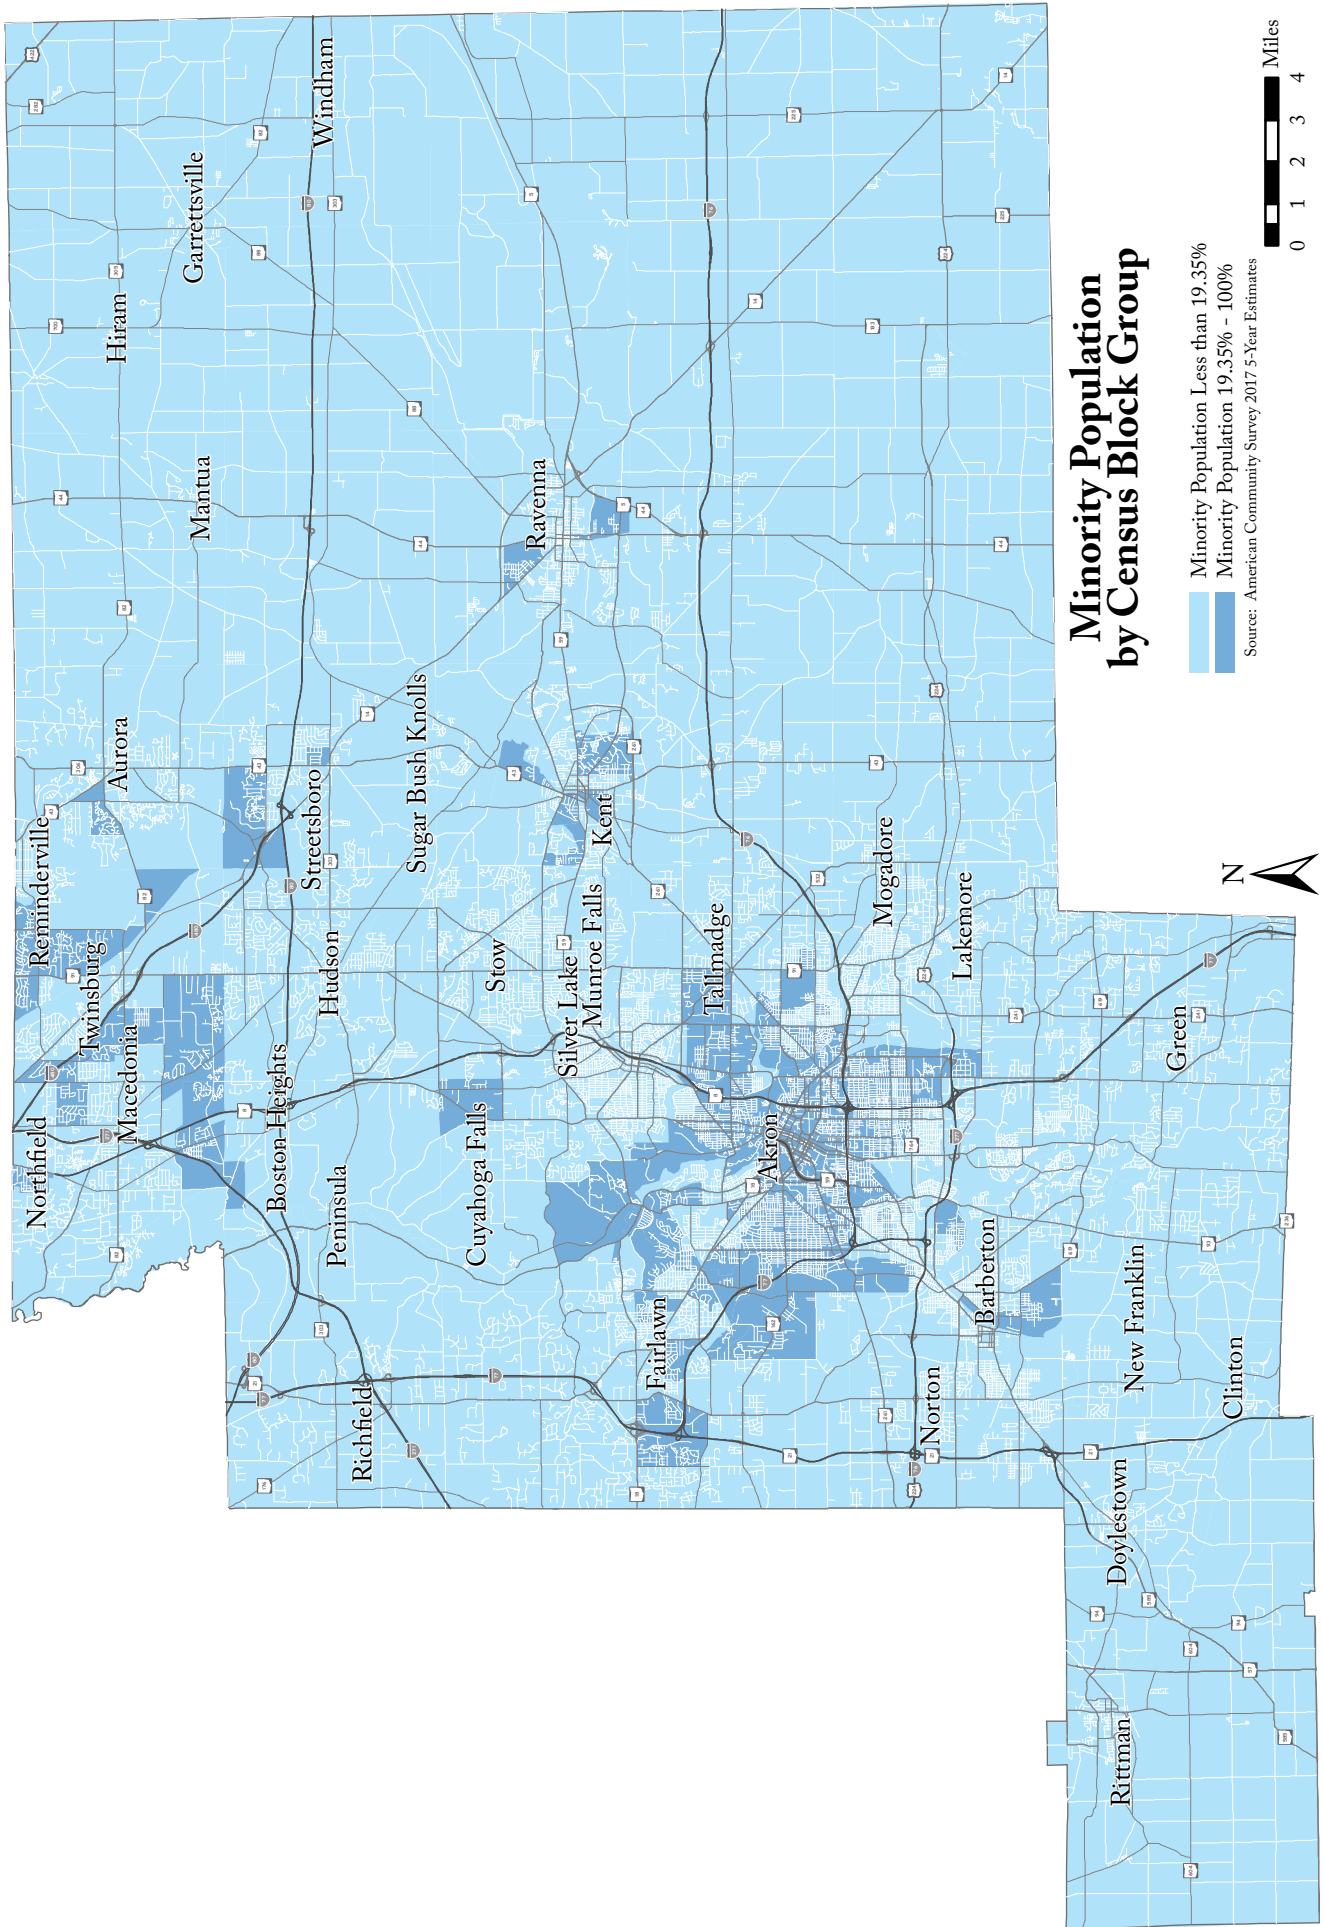 Northfield
Macedonia
Twinsburg
Reminderville
Aurora
Mantua
Hiram
Garrettsville
Windham
Boston Heights
Peninsula
Richfield
Hudson
Streetsboro
Sugar Bush Knolls
Cuyahoga Falls
Stow
Silver Lake
Munroe Falls
Kent
Ravenna
Fairlawn
Akron
Tallmadge
Mogadore
Lakemore
Norton
Barberton
New Franklin
Green
Clinton
Doylestown
Rittman
Minority Population
by Census Block Group
Minority Population Less than 19.35%
Minority Population 19.35% - 100%
Source: American Community Survey 2017 5-Year Estimates
N
0 1 2 3 4 Miles